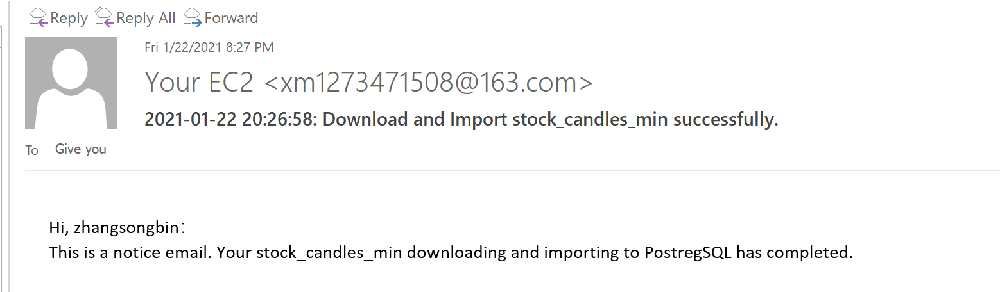 Reply Reply All Forward
Fri 1/22/2021 8:27 PM
Your EC2 <xm1273471508@163.com>
2021-01-22 20:26:58: Download and Import stock_candles_min successfully.
To Give you
Hi, zhangsongbin：
This is a notice email. Your stock_candles_min downloading and importing to PostregSQL has completed.